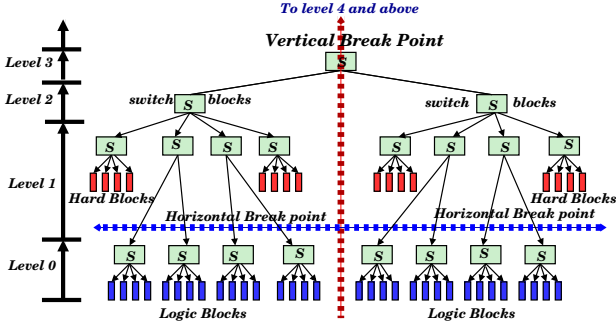 To level 4 and above
Vertical Break Point
Level 3
S
Level 2
switch S blocks
switch S blocks
S S S S
S S S S
Level 1
Hard Blocks
Hard Blocks
Horizontal Break point
Horizontal Break point
Level 0
S S S S
S S S S
Logic Blocks
Logic Blocks